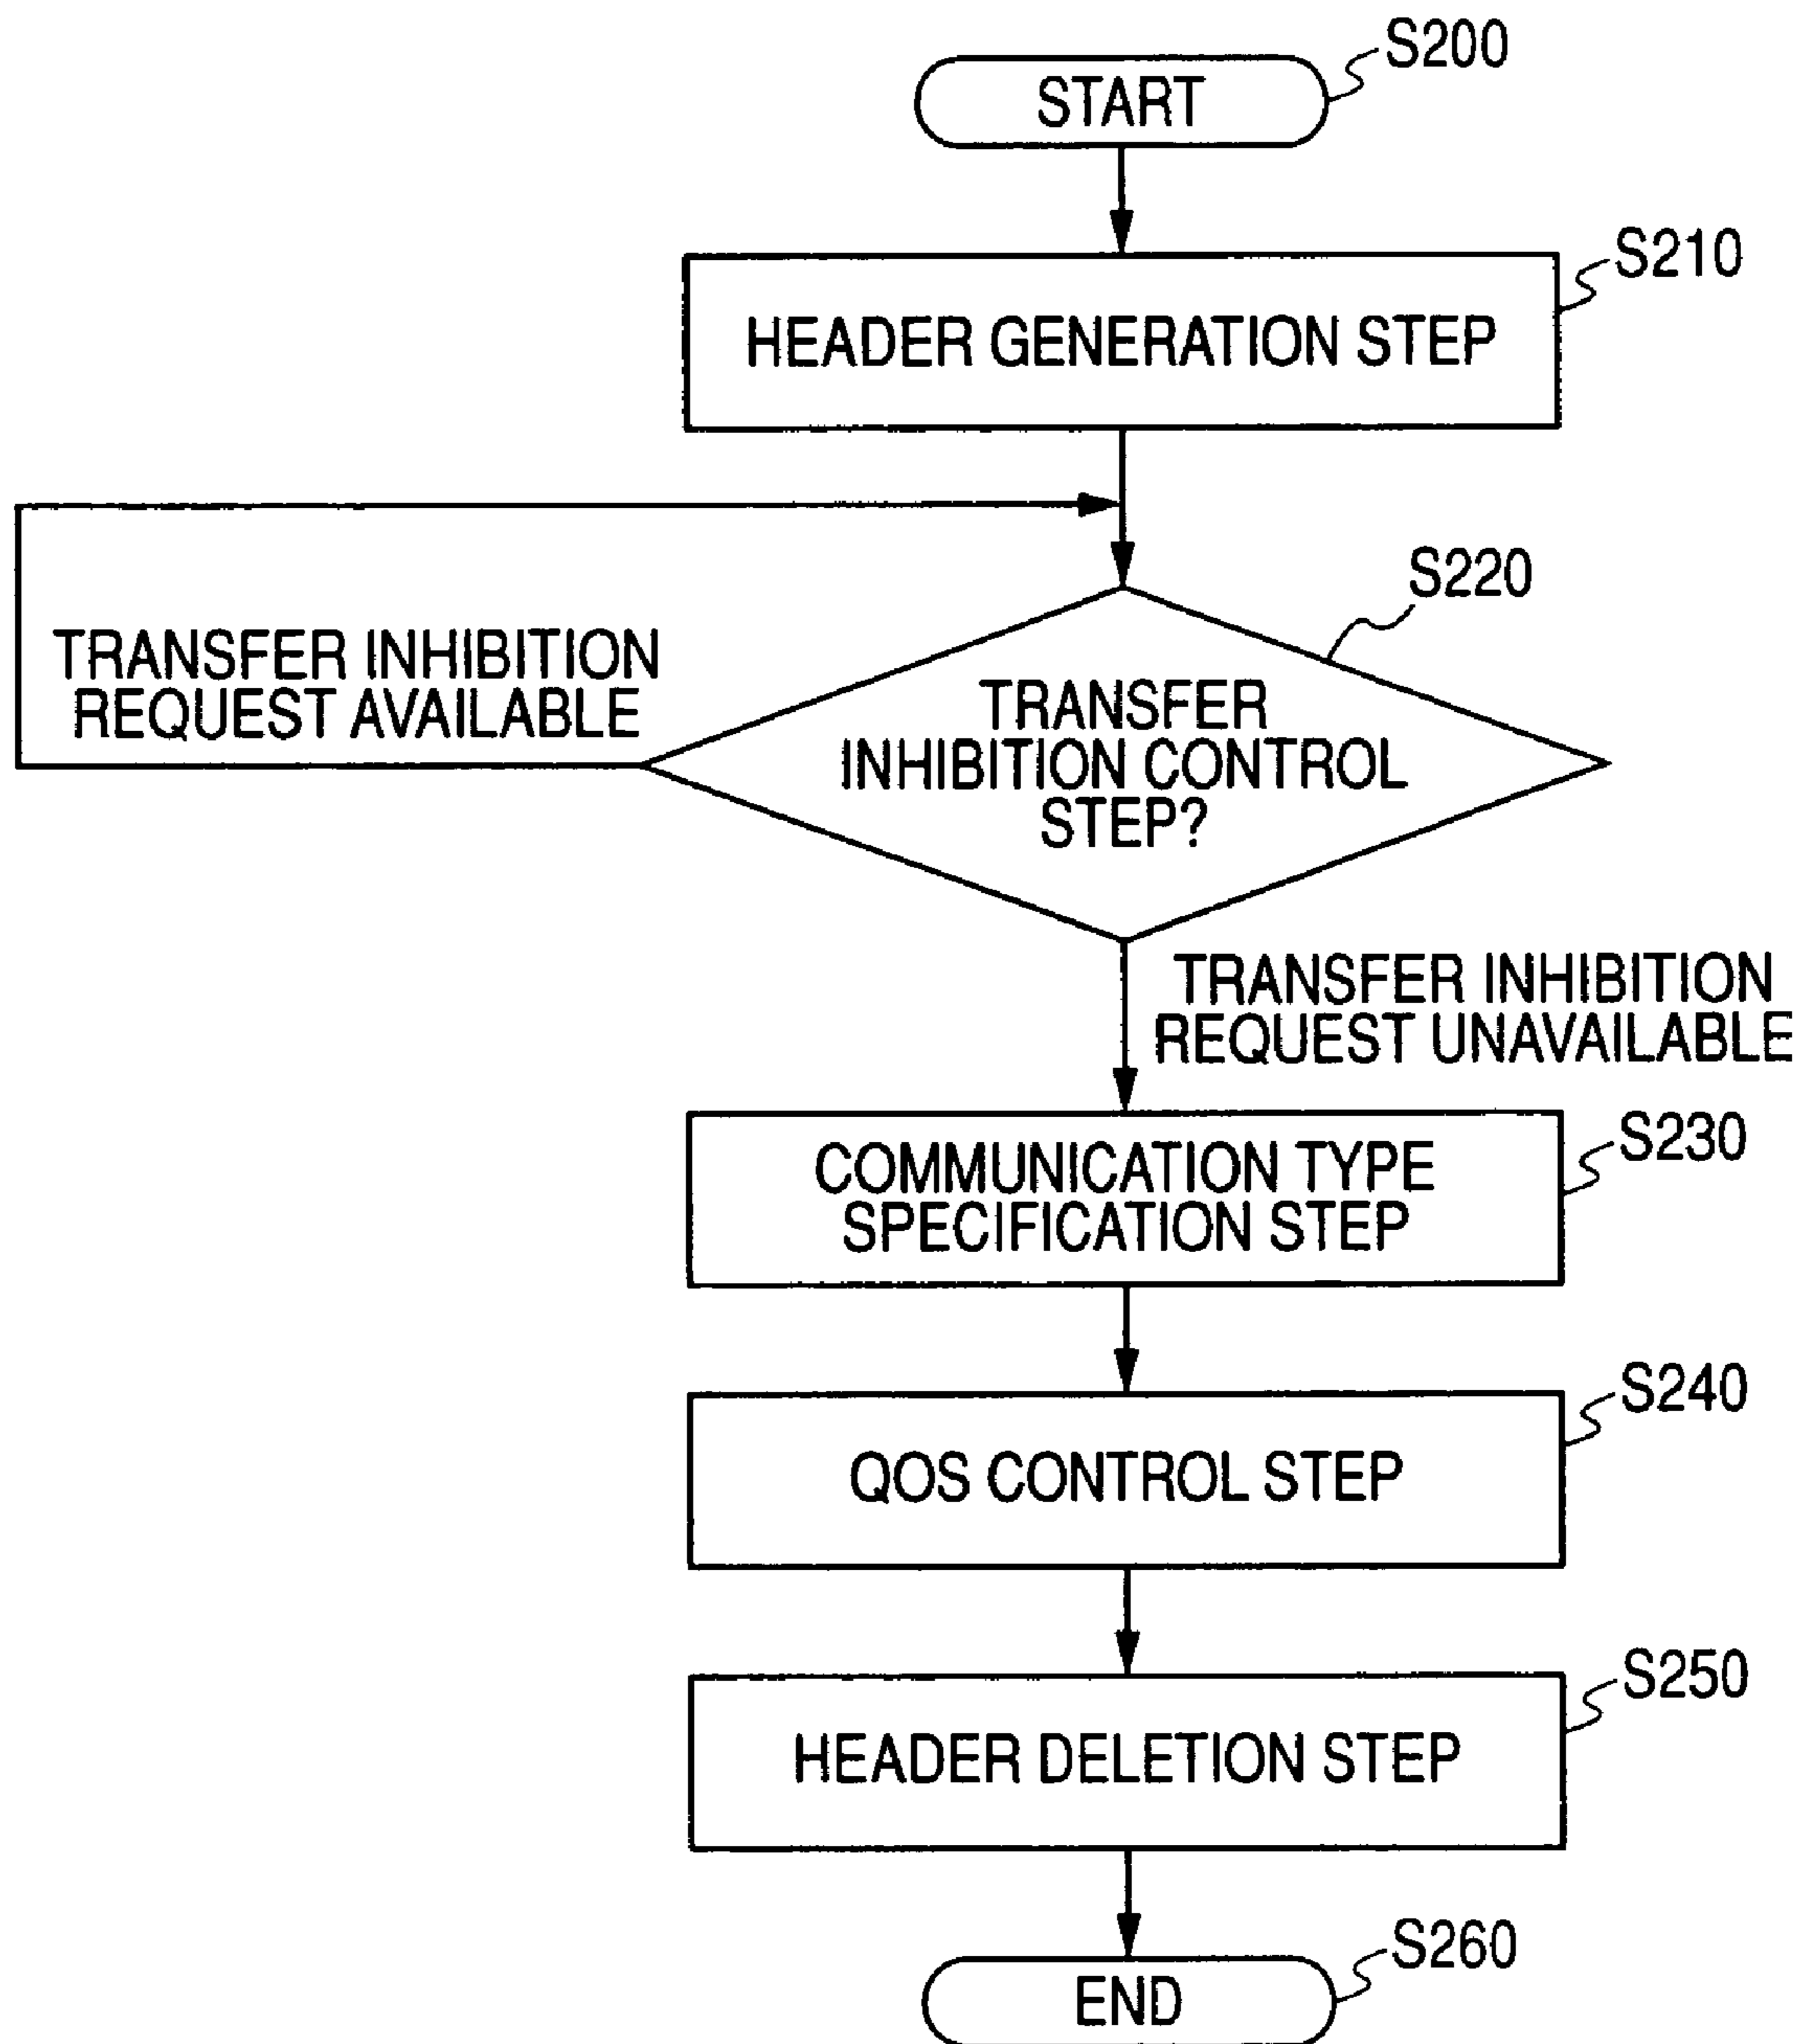 S200
START
S210
HEADER GENERATION STEP
S220
TRANSFER INHIBITION
REQUEST AVAILABLE
TRANSFER
INHIBITION CONTROL
STEP?
TRANSFER INHIBITION
REQUEST UNAVAILABLE
S230
COMMUNICATION TYPE
SPECIFICATION STEP
S240
QOS CONTROL STEP
S250
HEADER DELETION STEP
S260
END